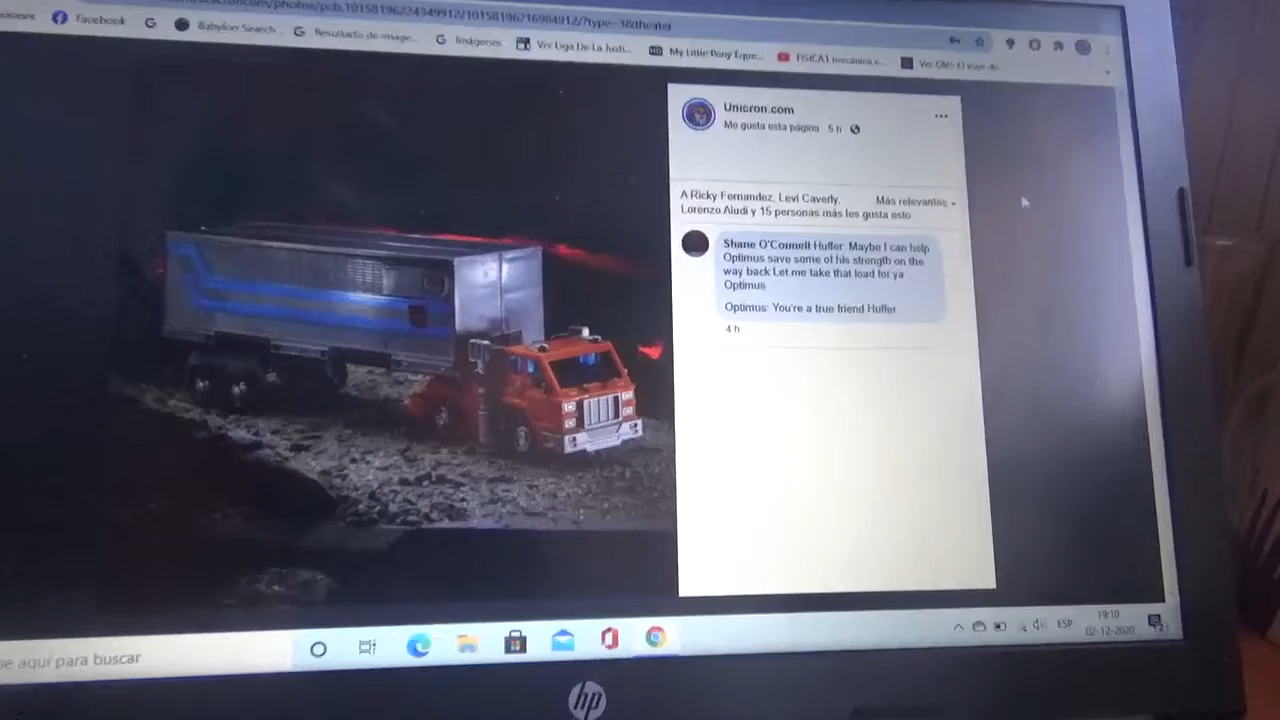 Facebook
Babylon Search
Resultado de image...
Imágenes
Ver Liga De La Justi...
My Little Pony Eque...
Unicron.com
Me gusta esta página · 5 h
A Ricky Fernandez, Levi Caverly,
Lorenzo Aludi y 15 personas más les gusta esto
Más relevantes
Shane O'Connell Huffer: Maybe I can help
Optimus save some of his strength on the
way back Let me take that load for ya
Optimus
Optimus: You're a true friend Huffer
4 h
aquí para buscar
ESP
19:10
02-12-2020
hp